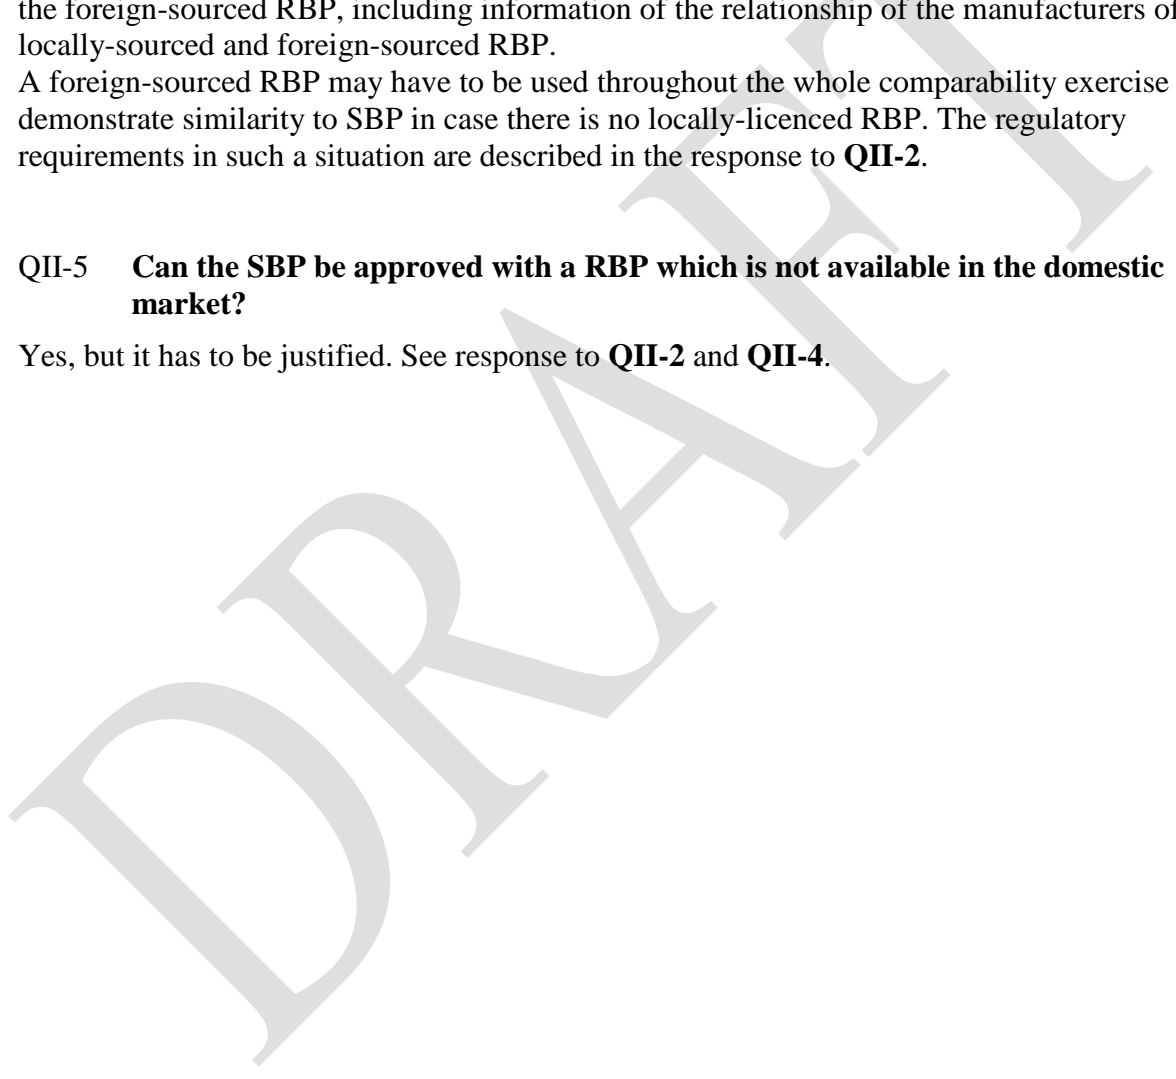 the foreign-sourced RBP, including information of the relationship of the manufacturers of
locally-sourced and foreign-sourced RBP.
A foreign-sourced RBP may have to be used throughout the whole comparability exercise
demonstrate similarity to SBP in case there is no locally-licenced RBP. The regulatory
requirements in such a situation are described in the response to QII-2.
QII-5 Can the SBP be approved with a RBP which is not available in the domestic
market?
Yes, but it has to be justified. See response to QII-2 and QII-4.
DRAFT